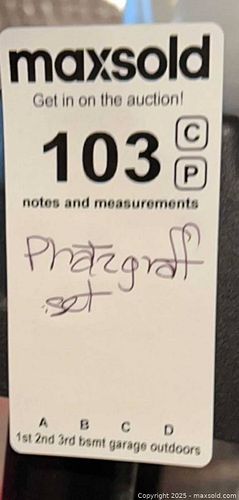 maxsold
Get in on the auction!
103 C
P
notes and measurements
Phatzgraff
set
A B C D
1st 2nd 3rd bsmt garage outdoors
Copyright 2025 - maxsold.com